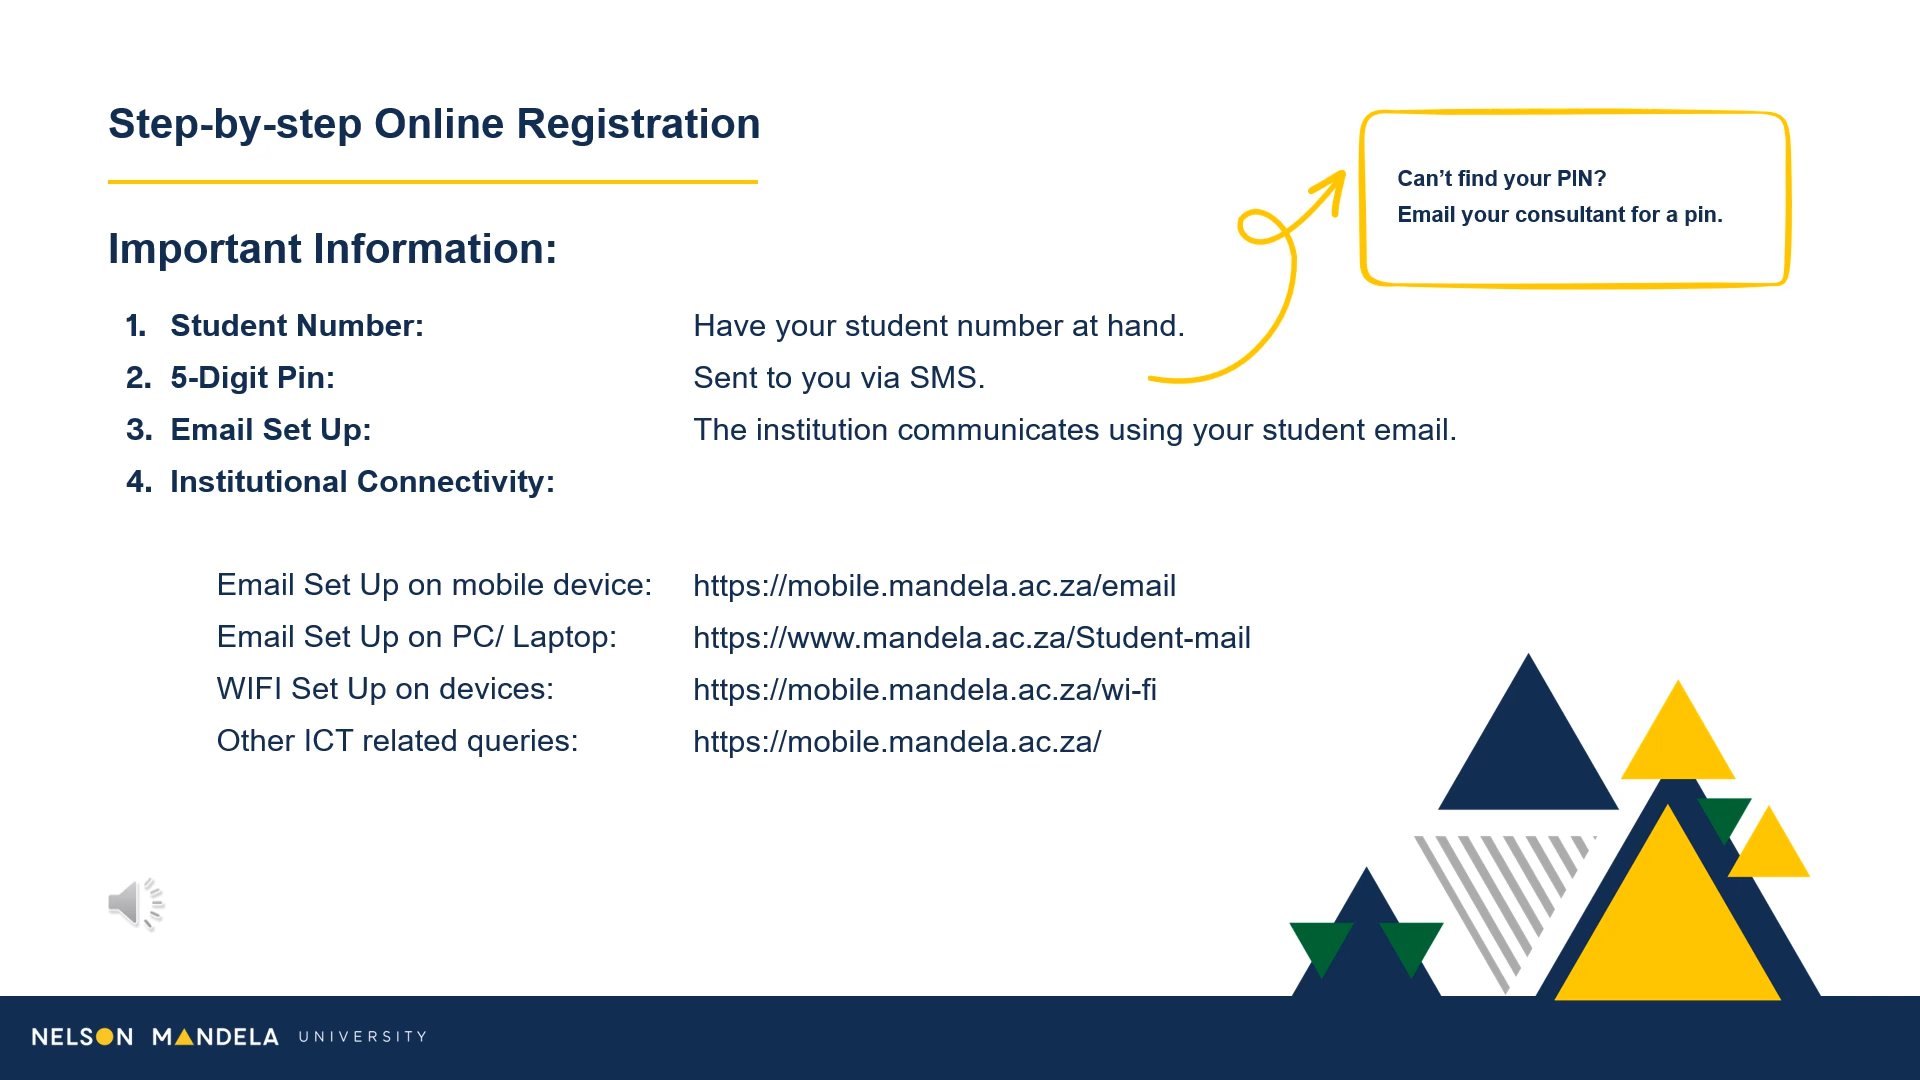 Step-by-step Online Registration
Can’t find your PIN?
Email your consultant for a pin.
Important Information:
1. Student Number: Have your student number at hand.
2. 5-Digit Pin: Sent to you via SMS.
3. Email Set Up: The institution communicates using your student email.
4. Institutional Connectivity:
Email Set Up on mobile device: https://mobile.mandela.ac.za/email
Email Set Up on PC/ Laptop: https://www.mandela.ac.za/Student-mail
WIFI Set Up on devices: https://mobile.mandela.ac.za/wi-fi
Other ICT related queries: https://mobile.mandela.ac.za/
NELSON MANDELA UNIVERSITY